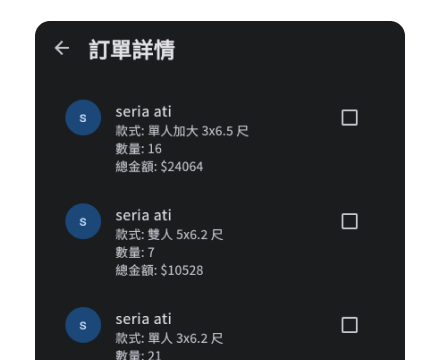 訂單詳情
s
seria ati
款式: 單人加大 3x6.5 尺
數量: 16
總金額: $24064
s
seria ati
款式: 雙人 5x6.2 尺
數量: 7
總金額: $10528
s
seria ati
款式: 單人 3x6.2 尺
數量: 21